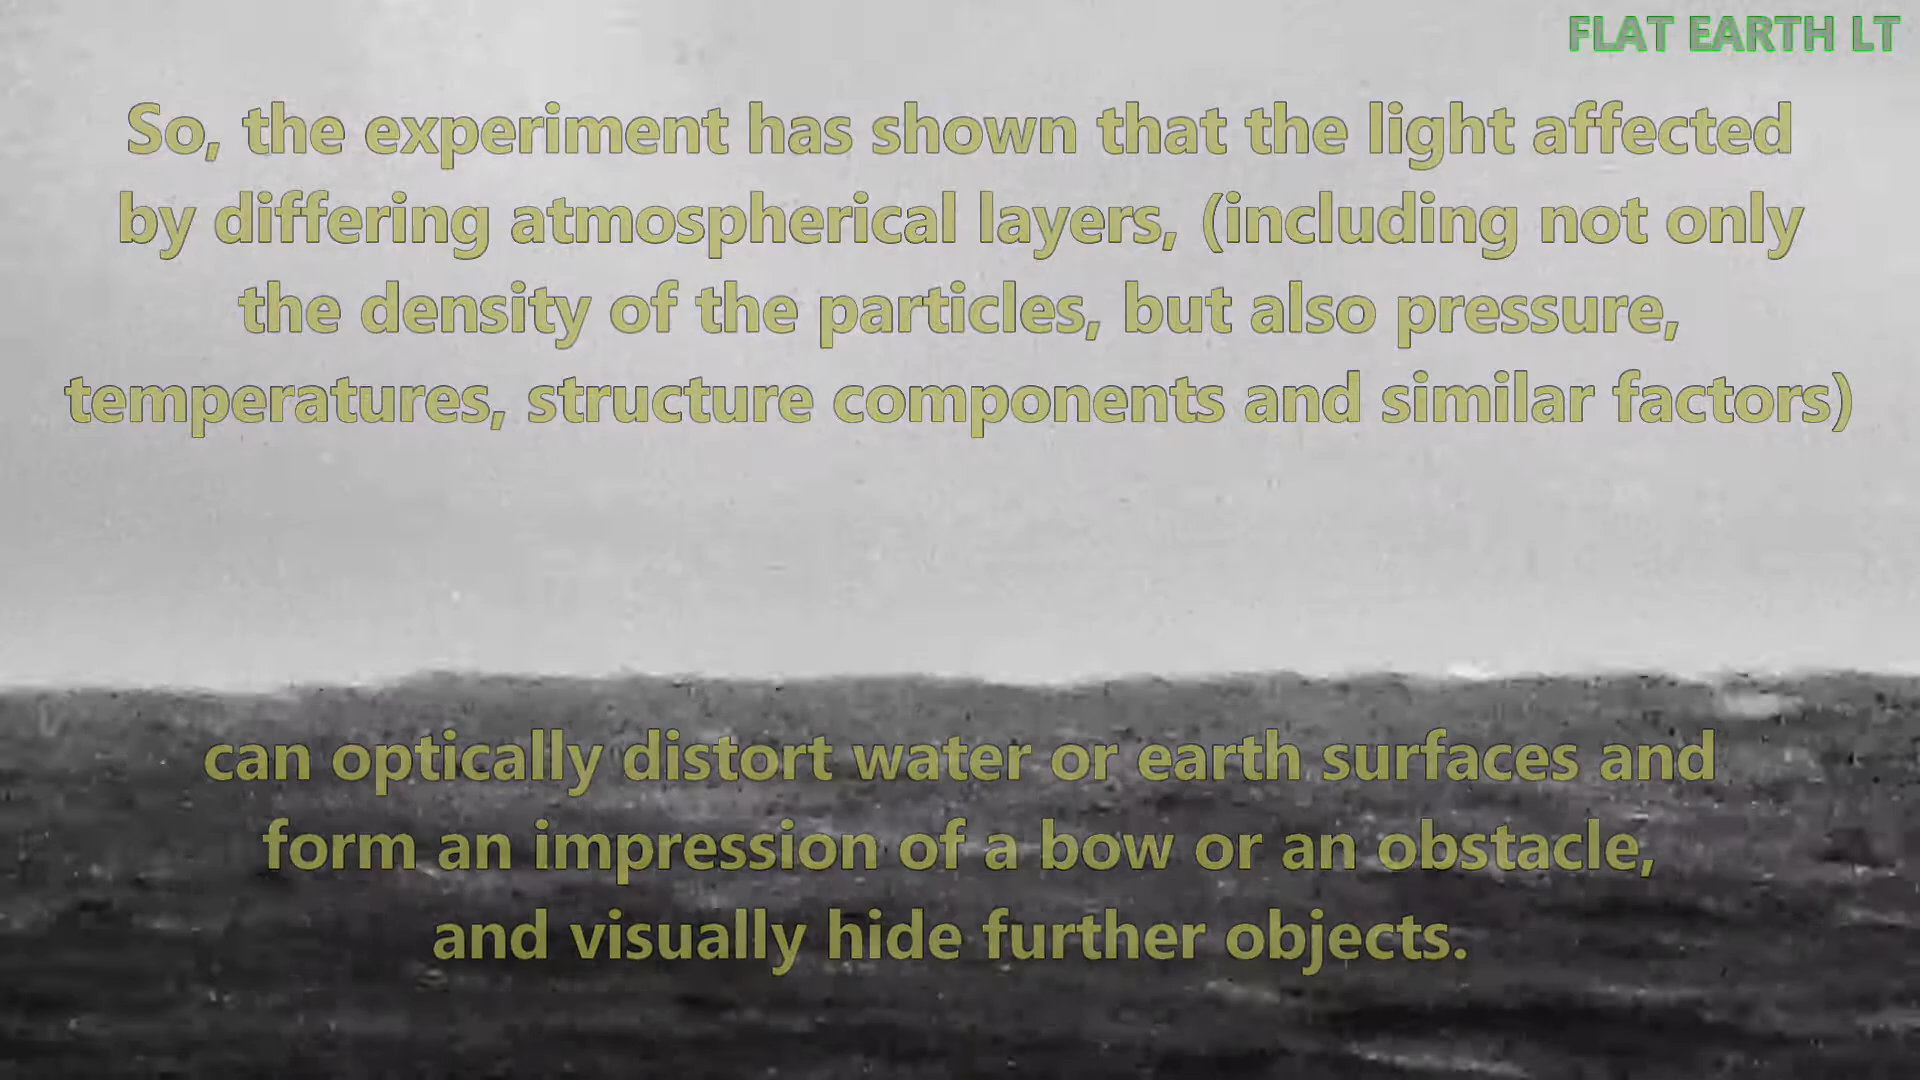 FLAT EARTH LT
So, the experiment has shown that the light affected
by differing atmospherical layers, (including not only
the density of the particles, but also pressure,
temperatures, structure components and similar factors)
can optically distort water or earth surfaces and
form an impression of a bow or an obstacle,
and visually hide further objects.